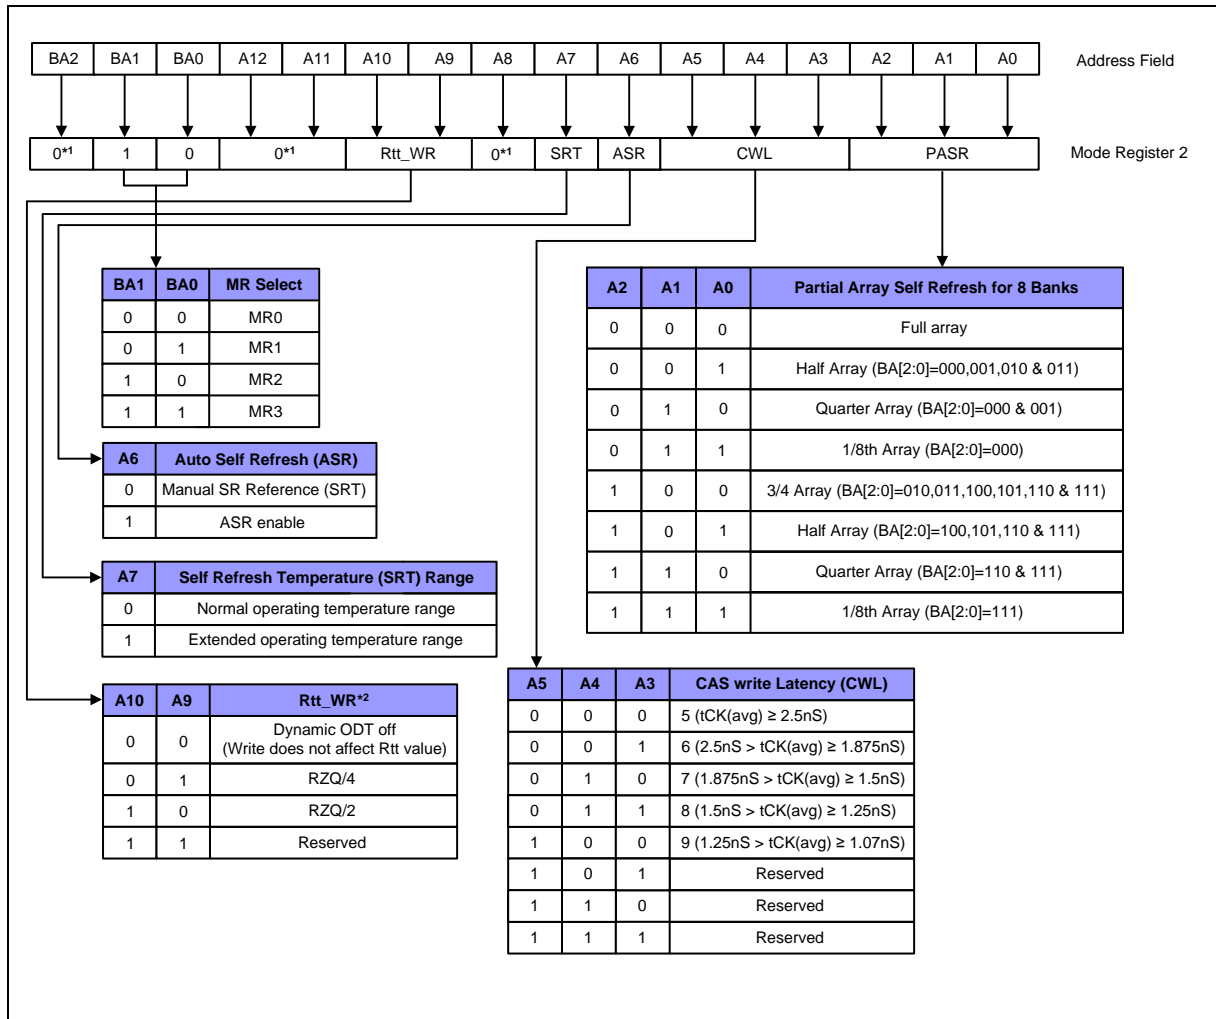 BA2 BA1 BA0 A12 A11 A10 A9 A8 A7 A6 A5 A4 A3 A2 A1 A0 Address Field
0*1 1 0 0*1 Rtt_WR 0*1 SRT ASR CWL PASR Mode Register 2
BA1 BA0 MR Select
0 0 MR0
0 1 MR1
1 0 MR2
1 1 MR3
A6 Auto Self Refresh (ASR)
0 Manual SR Reference (SRT)
1 ASR enable
A7 Self Refresh Temperature (SRT) Range
0 Normal operating temperature range
1 Extended operating temperature range
A10 A9 Rtt_WR*2
0 0 Dynamic ODT off
(Write does not affect Rtt value)
0 1 RZQ/4
1 0 RZQ/2
1 1 Reserved
A2 A1 A0 Partial Array Self Refresh for 8 Banks
0 0 0 Full array
0 0 1 Half Array (BA[2:0]=000,001,010 & 011)
0 1 0 Quarter Array (BA[2:0]=000 & 001)
0 1 1 1/8th Array (BA[2:0]=000)
1 0 0 3/4 Array (BA[2:0]=010,011,100,101,110 & 111)
1 0 1 Half Array (BA[2:0]=100,101,110 & 111)
1 1 0 Quarter Array (BA[2:0]=110 & 111)
1 1 1 1/8th Array (BA[2:0]=111)
A5 A4 A3 CAS write Latency (CWL)
0 0 0 5 (tCK(avg) ≥ 2.5nS)
0 0 1 6 (2.5nS > tCK(avg) ≥ 1.875nS)
0 1 0 7 (1.875nS > tCK(avg) ≥ 1.5nS)
0 1 1 8 (1.5nS > tCK(avg) ≥ 1.25nS)
1 0 0 9 (1.25nS > tCK(avg) ≥ 1.07nS)
1 0 1 Reserved
1 1 0 Reserved
1 1 1 Reserved